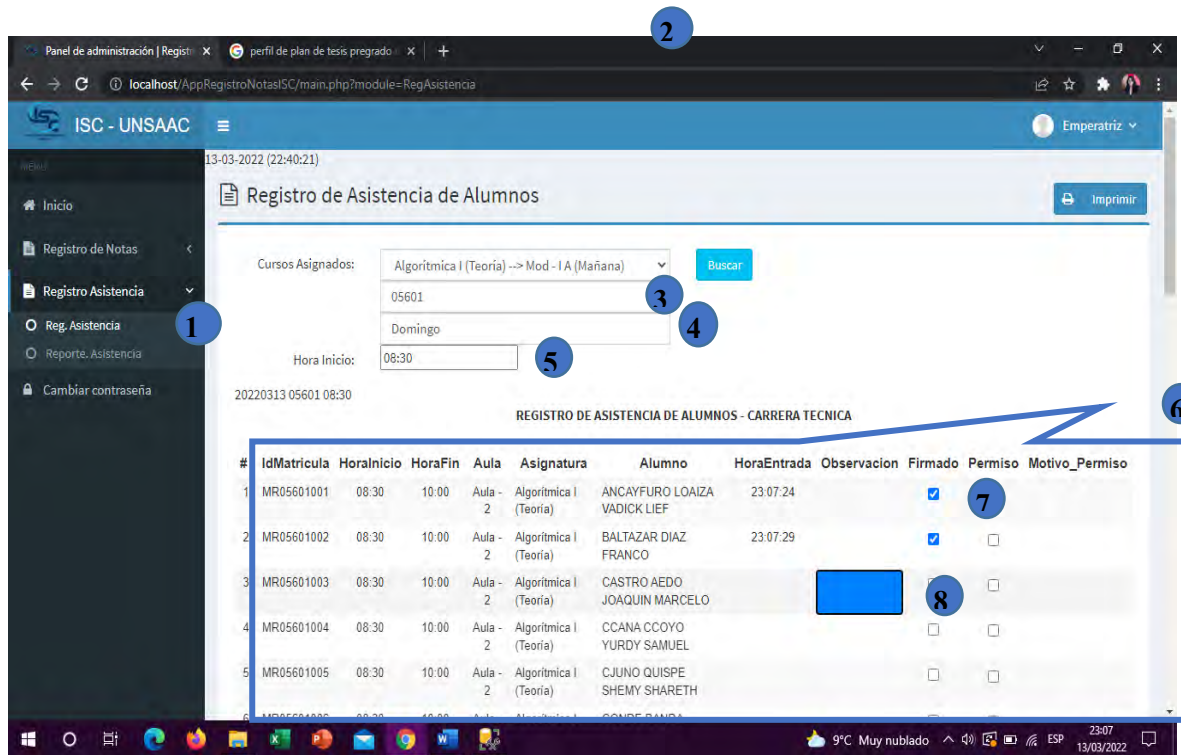 2
Panel de administración | Registr
perfil de plan de tesis pregrado
localhost/AppRegistroNotasISC/main.php?module=RegAsistencia
ISC - UNSAAC
Emperatriz
MENU
13-03-2022 (22:40:21)
Registro de Asistencia de Alumnos
Imprimir
Inicio
Registro de Notas
Registro Asistencia
Reg. Asistencia
1
Reporte. Asistencia
Cambiar contraseña
Cursos Asignados:
Algorítmica I (Teoría) --> Mod - I A (Mañana)
Buscar
05601
3
Domingo
4
Hora Inicio:
08:30
5
20220313 05601 08:30
REGISTRO DE ASISTENCIA DE ALUMNOS - CARRERA TECNICA
6
# IdMatricula HoraInicio HoraFin Aula Asignatura Alumno HoraEntrada Observacion Firmado Permiso Motivo_Permiso
1 MR05601001 08:30 10:00 Aula - Algorítmica I ANCAYFURO LOAIZA 23:07:24 7
2 (Teoría) VADICK LIEF
2 MR05601002 08:30 10:00 Aula - Algorítmica I BALTAZAR DIAZ 23:07:29
2 (Teoría) FRANCO
3 MR05601003 08:30 10:00 Aula - Algorítmica I CASTRO AEDO
2 (Teoría) JOAQUIN MARCELO 8
4 MR05601004 08:30 10:00 Aula - Algorítmica I CCANA CCOYO
2 (Teoría) YURDY SAMUEL
5 MR05601005 08:30 10:00 Aula - Algorítmica I CJUNO QUISPE
2 (Teoría) SHEMY SHARETH
9°C Muy nublado ESP 23:07
13/03/2022